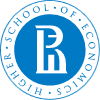 HIGHER · SCHOOL OF ECONOMICS ·